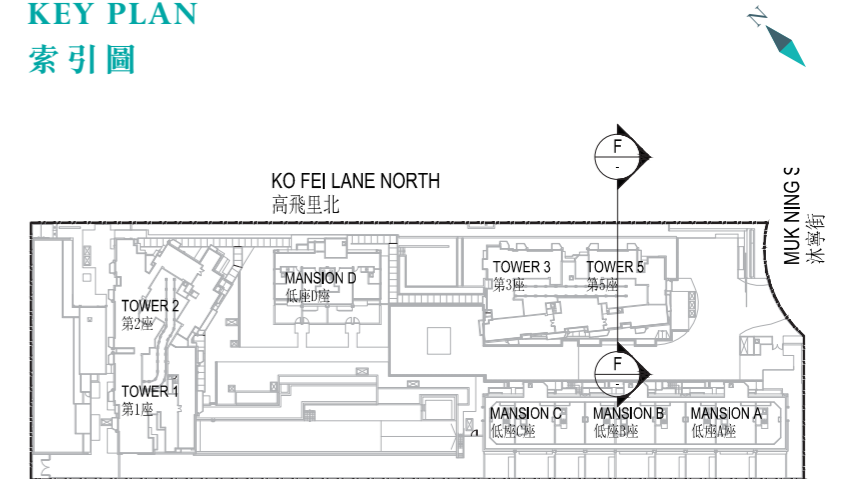 KEY PLAN
索引圖
N
F
-
KO FEI LANE NORTH
高飛里北
MUK NING S
沐寧街
TOWER 3
第3座
TOWER 5
第5座
MANSION D
低座D座
TOWER 2
第2座
TOWER 1
第1座
F
-
MANSION C
低座C座
MANSION B
低座B座
MANSION A
低座A座